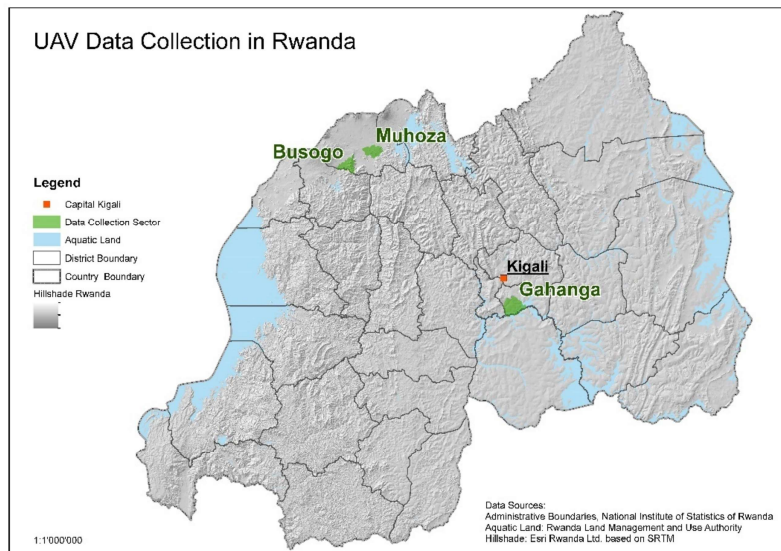 UAV Data Collection in Rwanda
Muhoza
Busogo
Legend
Capital Kigali
Data Collection Sector
Aquatic Land
District Boundary
Country Boundary
Hillshade Rwanda
Kigali
Gahanga
Data Sources:
Administrative Boundaries, National Institute of Statistics of Rwanda
Aquatic Land: Rwanda Land Management and Use Authority
Hillshade: Esri Rwanda Ltd. based on SRTM
1:1'000'000